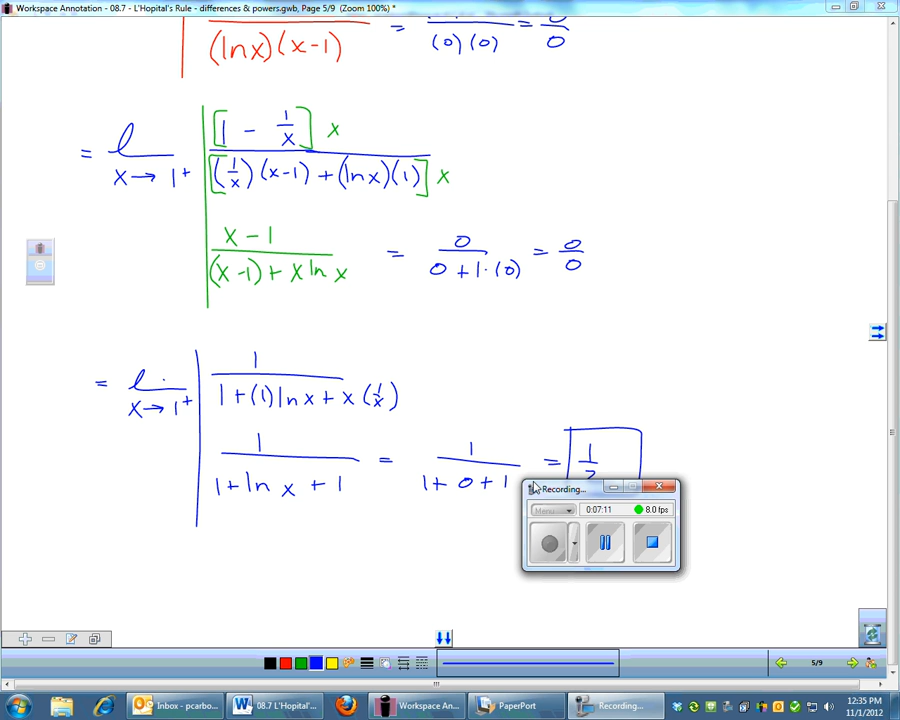 Workspace Annotation - 08.7 - L'Hopital's Rule - differences & powers.gwb, Page 5/9 (Zoom 100%) *
(ln x)(x-1) = (0)(0) = 0/0
= l x→1+ [1 - 1/x] x
[(1/x)(x-1) + (ln x)(1)] x
x-1
(x-1) + x ln x
= 0/(0+1·(0)) = 0/0
= l x→1+ 1
1+(1)ln x + x(1/x)
1
1+ ln x + 1
= 1/(1+0+1) = 1
Recording...
Menu
0:07:11
8.0 fps
5/9
Inbox - pcarbo...
08.7 L'Hopital'...
Workspace An...
PaperPort
Recording...
12:35 PM
11/1/2012